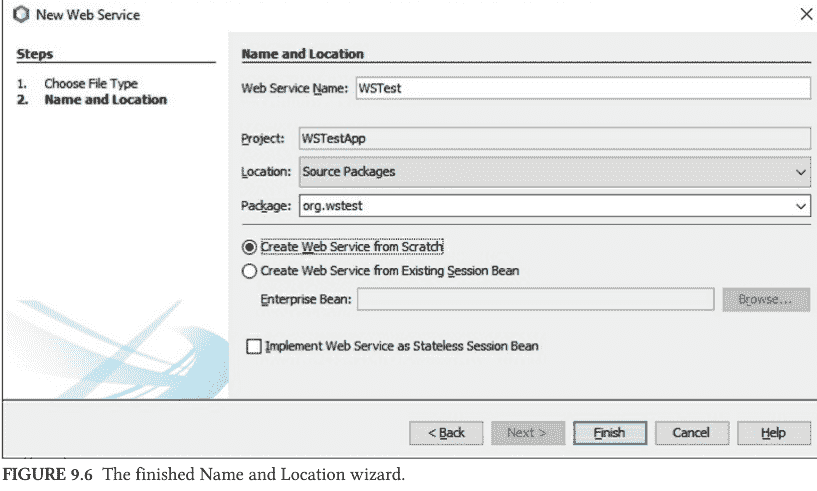 New Web Service
Steps
1. Choose File Type
2. Name and Location
Name and Location
Web Service Name: WSTest
Project: WSTestApp
Location: Source Packages
Package: org.wstest
Create Web Service from Scratch
Create Web Service from Existing Session Bean
Enterprise Bean: Browse...
Implement Web Service as Stateless Session Bean
< Back Next > Finish Cancel Help
FIGURE 9.6 The finished Name and Location wizard.